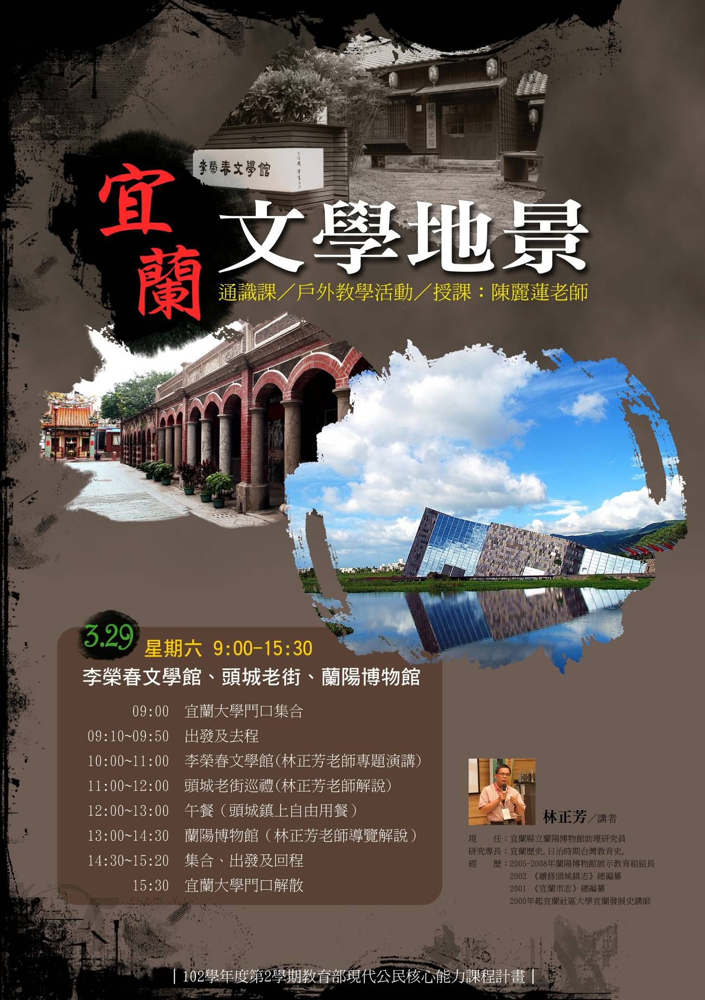 頭城鎮史館
李榮春文學館
宜蘭
文學地景
通識課／戶外教學活動／授課：陳麗蓮老師
3.29 星期六 9:00-15:30
李榮春文學館、頭城老街、蘭陽博物館
09:00 宜蘭大學門口集合
09:10~09:50 出發及去程
10:00~11:00 李榮春文學館(林正芳老師專題演講)
11:00~12:00 頭城老街巡禮(林正芳老師解說)
12:00~13:00 午餐（頭城鎮上自由用餐）
13:00~14:30 蘭陽博物館（林正芳老師導覽解說）
14:30~15:20 集合、出發及回程
15:30 宜蘭大學門口解散
林正芳／講者
現　任：宜蘭縣立蘭陽博物館助理研究員
研究專長：宜蘭歷史,日治時期台灣教育史,
經　歷：2005-2008年蘭陽博物館展示教育組組長
2002 《續修頭城鎮志》總編纂
2001 《宜蘭市志》總編纂
2000年起宜蘭社區大學宜蘭發展史講師
｜102學年度第2學期教育部現代公民核心能力課程計畫｜